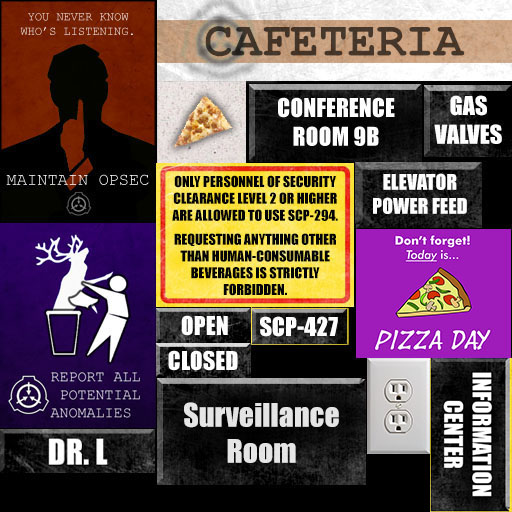 YOU NEVER KNOW
WHO'S LISTENING.
MAINTAIN OPSEC
CAFETERIA
CONFERENCE
ROOM 9B
GAS
VALVES
ONLY PERSONNEL OF SECURITY
CLEARANCE LEVEL 2 OR HIGHER
ARE ALLOWED TO USE SCP-294.
REQUESTING ANYTHING OTHER
THAN HUMAN-CONSUMABLE
BEVERAGES IS STRICTLY
FORBIDDEN.
ELEVATOR
POWER FEED
Don't forget!
Today is...
PIZZA DAY
REPORT ALL
POTENTIAL
ANOMALIES
OPEN
SCP-427
CLOSED
DR. L
Surveillance
Room
INFORMATION
CENTER